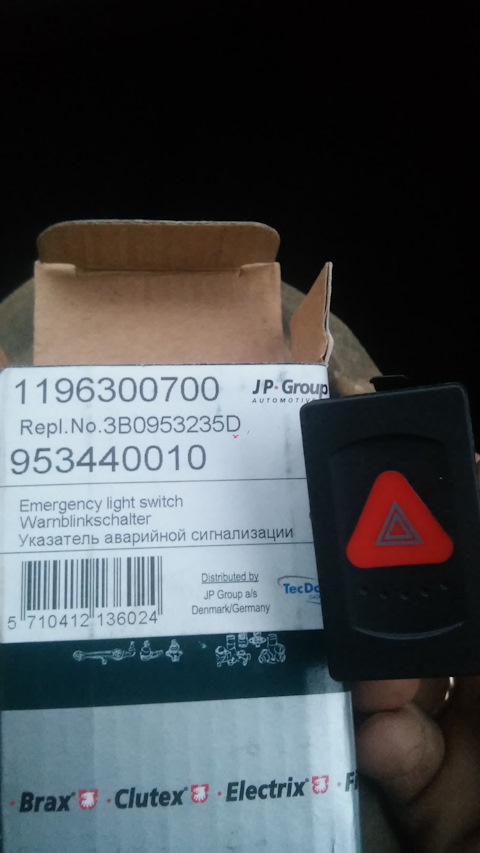 1196300700
JP·Group
AUTOMOTIVE
Repl.No.3B0953235D
953440010
Emergency light switch
Warnblinkschalter
Указатель аварийной сигнализации
Distributed by
JP Group a/s
Denmark/Germany
5 710412 136024
·Brax ·Clutex ·Electrix